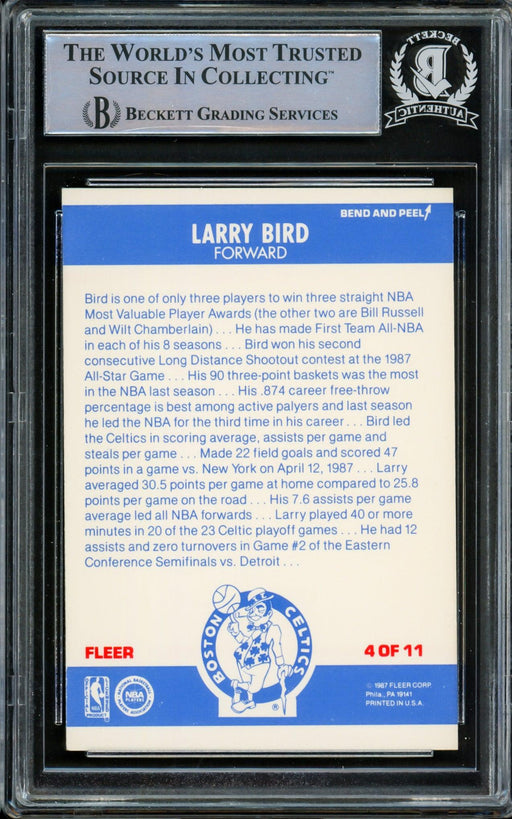 THE WORLD'S MOST TRUSTED
SOURCE IN COLLECTING™
B BECKETT GRADING SERVICES
BECKETT
B
AUTHENTIC
BEND AND PEEL
LARRY BIRD
FORWARD
Bird is one of only three players to win three straight NBA
Most Valuable Player Awards (the other two are Bill Russell
and Wilt Chamberlain) . . . He has made First Team All-NBA
in each of his 8 seasons . . . Bird won his second
consecutive Long Distance Shootout contest at the 1987
All-Star Game . . . His 90 three-point baskets was the most
in the NBA last season . . . His .874 career free-throw
percentage is best among active palyers and last season
he led the NBA for the third time in his career . . . Bird led
the Celtics in scoring average, assists per game and
steals per game . . . Made 22 field goals and scored 47
points in a game vs. New York on April 12, 1987 . . . Larry
averaged 30.5 points per game at home compared to 25.8
points per game on the road . . . His 7.6 assists per game
average led all NBA forwards . . . Larry played 40 or more
minutes in 20 of the 23 Celtic playoff games . . . He had 12
assists and zero turnovers in Game #2 of the Eastern
Conference Semifinals vs. Detroit . . .
BOSTON CELTICS
®
FLEER
4 OF 11
NBA
NATIONAL BASKETBALL
NBA
PLAYERS
© 1987 FLEER CORP.
Phila., PA 19141
PRINTED IN U.S.A.